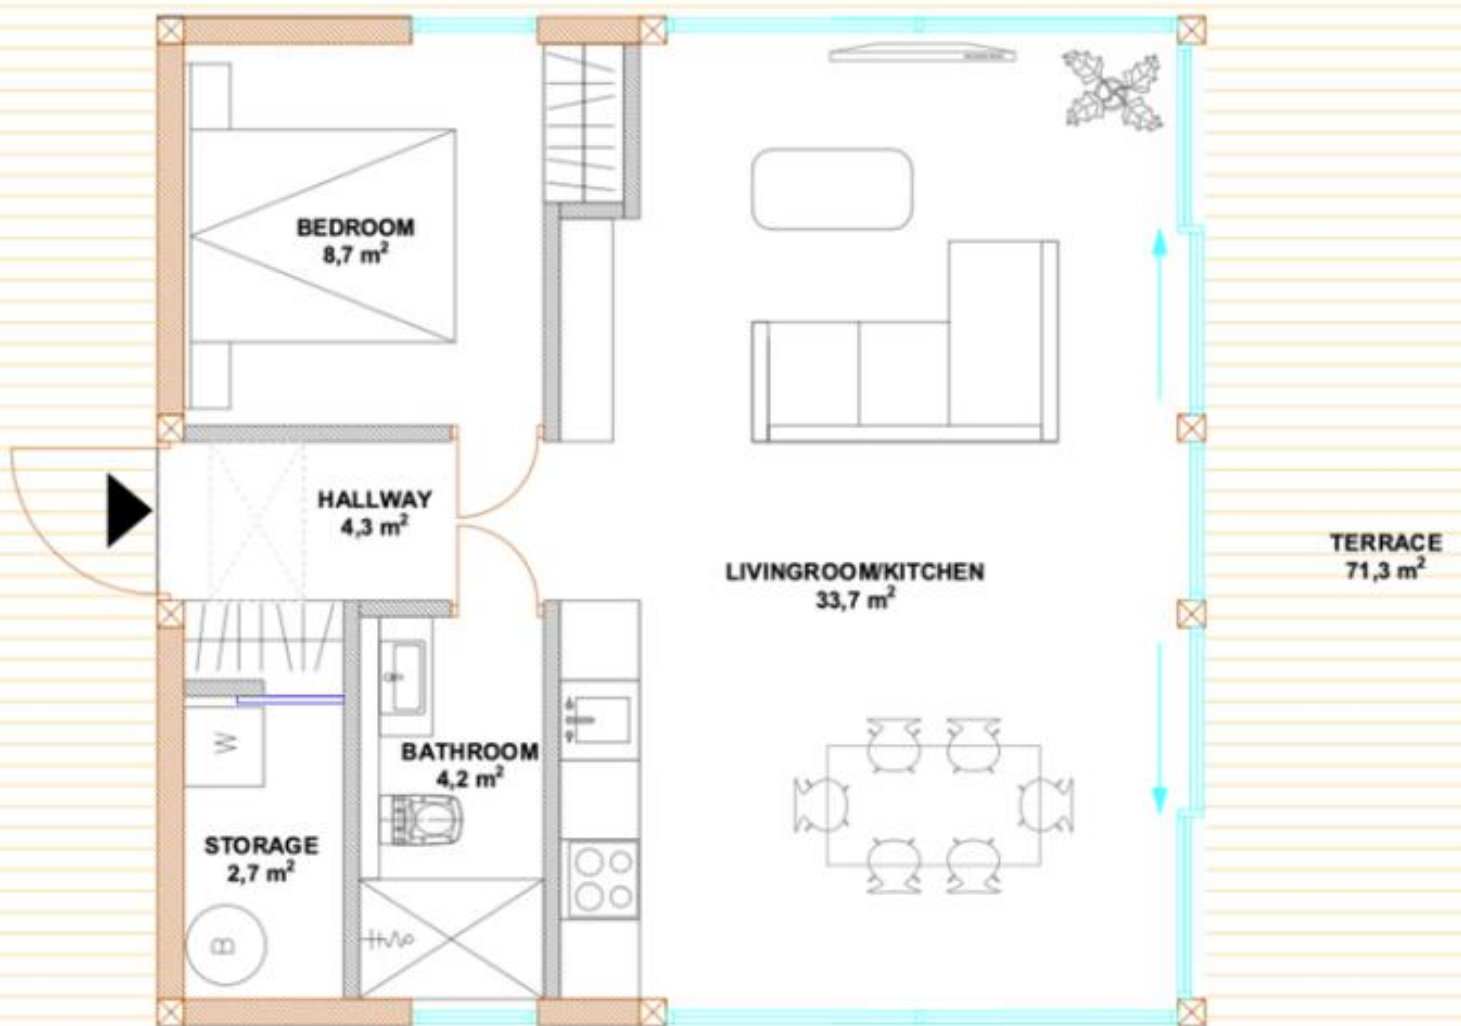 BEDROOM
8,7 m²
HALLWAY
4,3 m²
LIVINGROOM/KITCHEN
33,7 m²
TERRACE
71,3 m²
W
BATHROOM
4,2 m²
STORAGE
2,7 m²
B